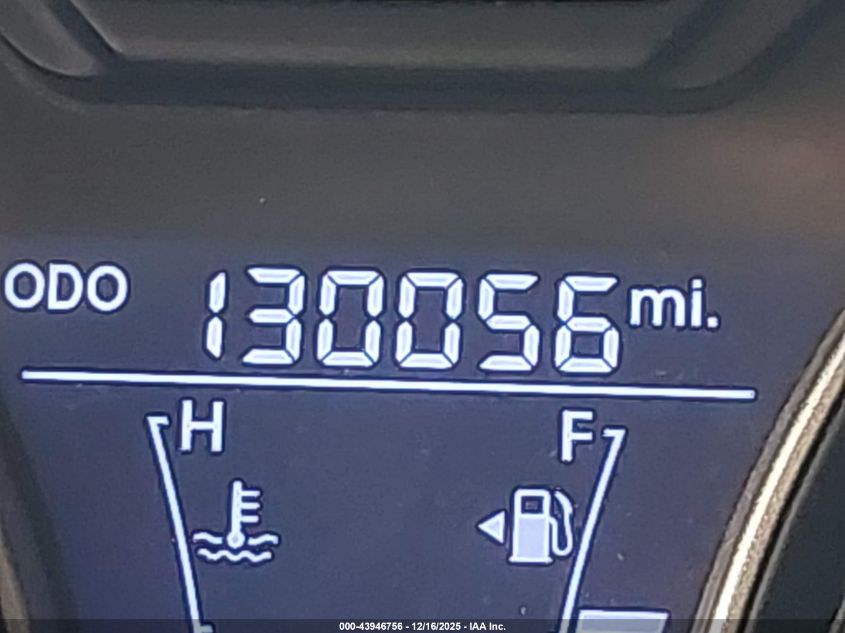 ODO 130056 mi.
H F
000-43946756 - 12/16/2025 - IAA Inc.